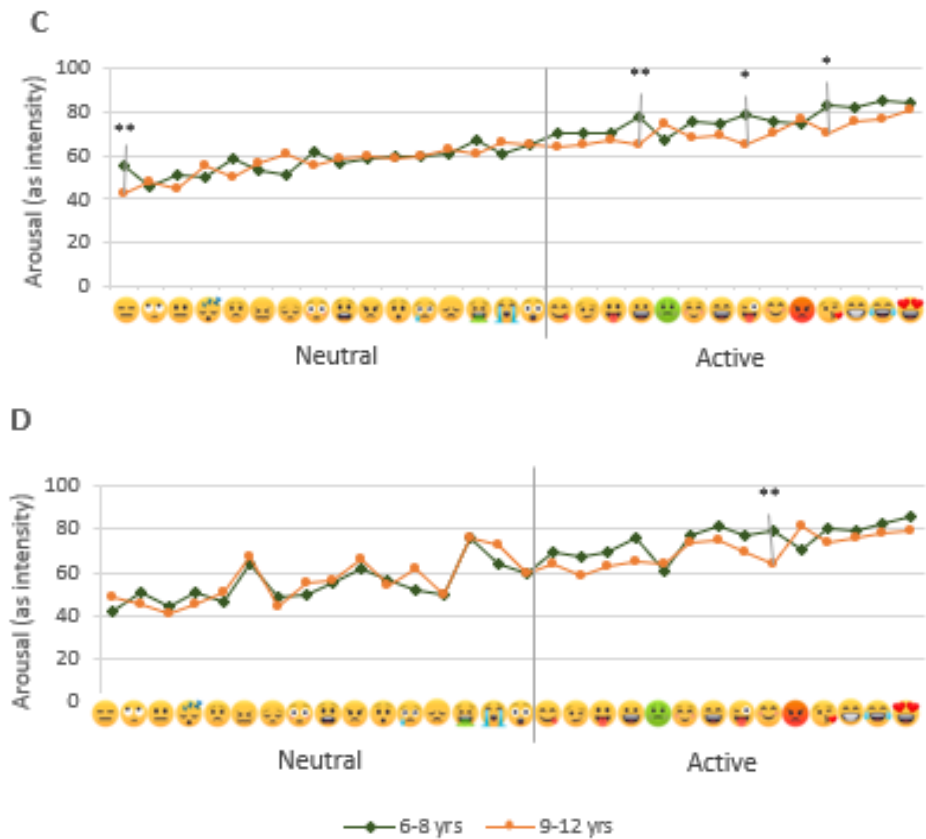 C
Arousal (as intensity)
100
80
60
40
20
0
**
**
*
*
Neutral
Active
D
Arousal (as intensity)
100
80
60
40
20
0
**
Neutral
Active
6-8 yrs
9-12 yrs